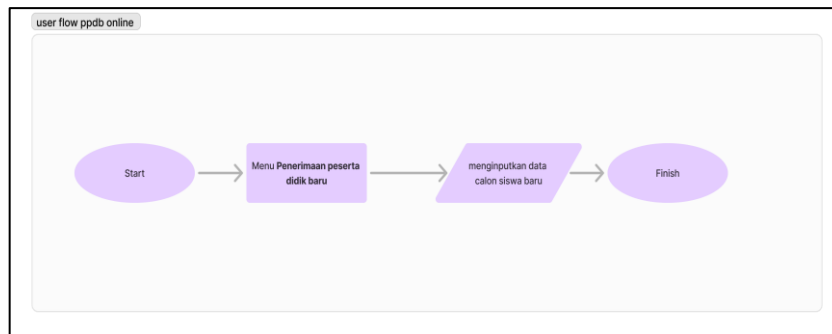 user flow ppdb online
Start
Menu Penerimaan peserta
didik baru
menginputkan data
calon siswa baru
Finish